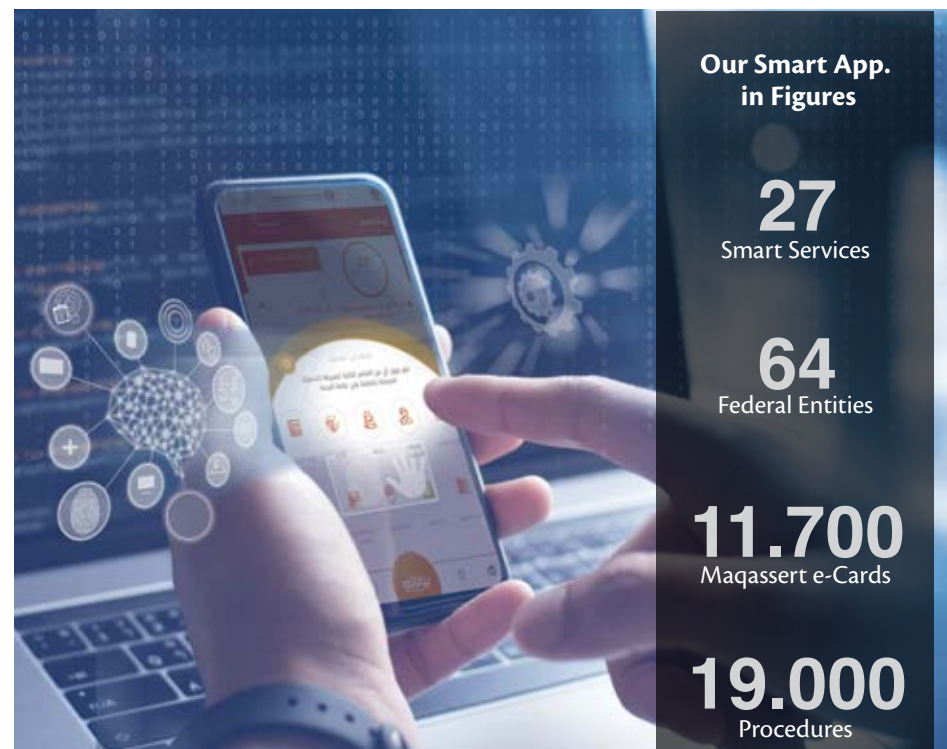 Our Smart App.
in Figures
27
Smart Services
64
Federal Entities
11.700
Maqassert e-Cards
19.000
Procedures